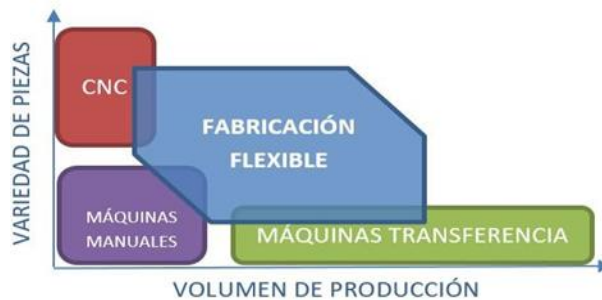 VARIEDAD DE PIEZAS
CNC
FABRICACIÓN
FLEXIBLE
MÁQUINAS
MANUALES
MÁQUINAS TRANSFERENCIA
VOLUMEN DE PRODUCCIÓN